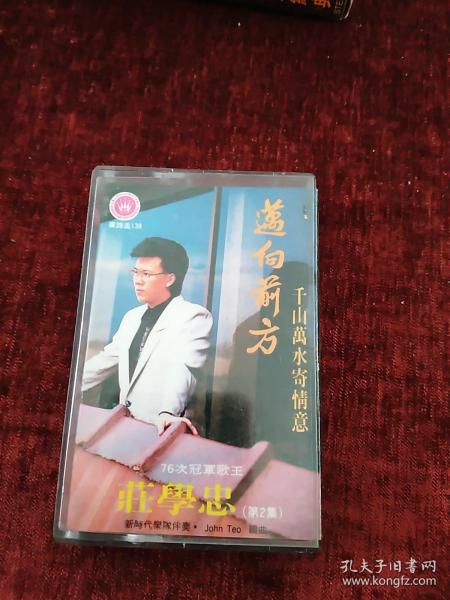 邁向前方
千山萬水寄情意
76次冠軍歌王
莊學忠(第2集)
新時代樂隊伴奏・John Teo 編曲
孔夫子旧书网
www.kongfz.com